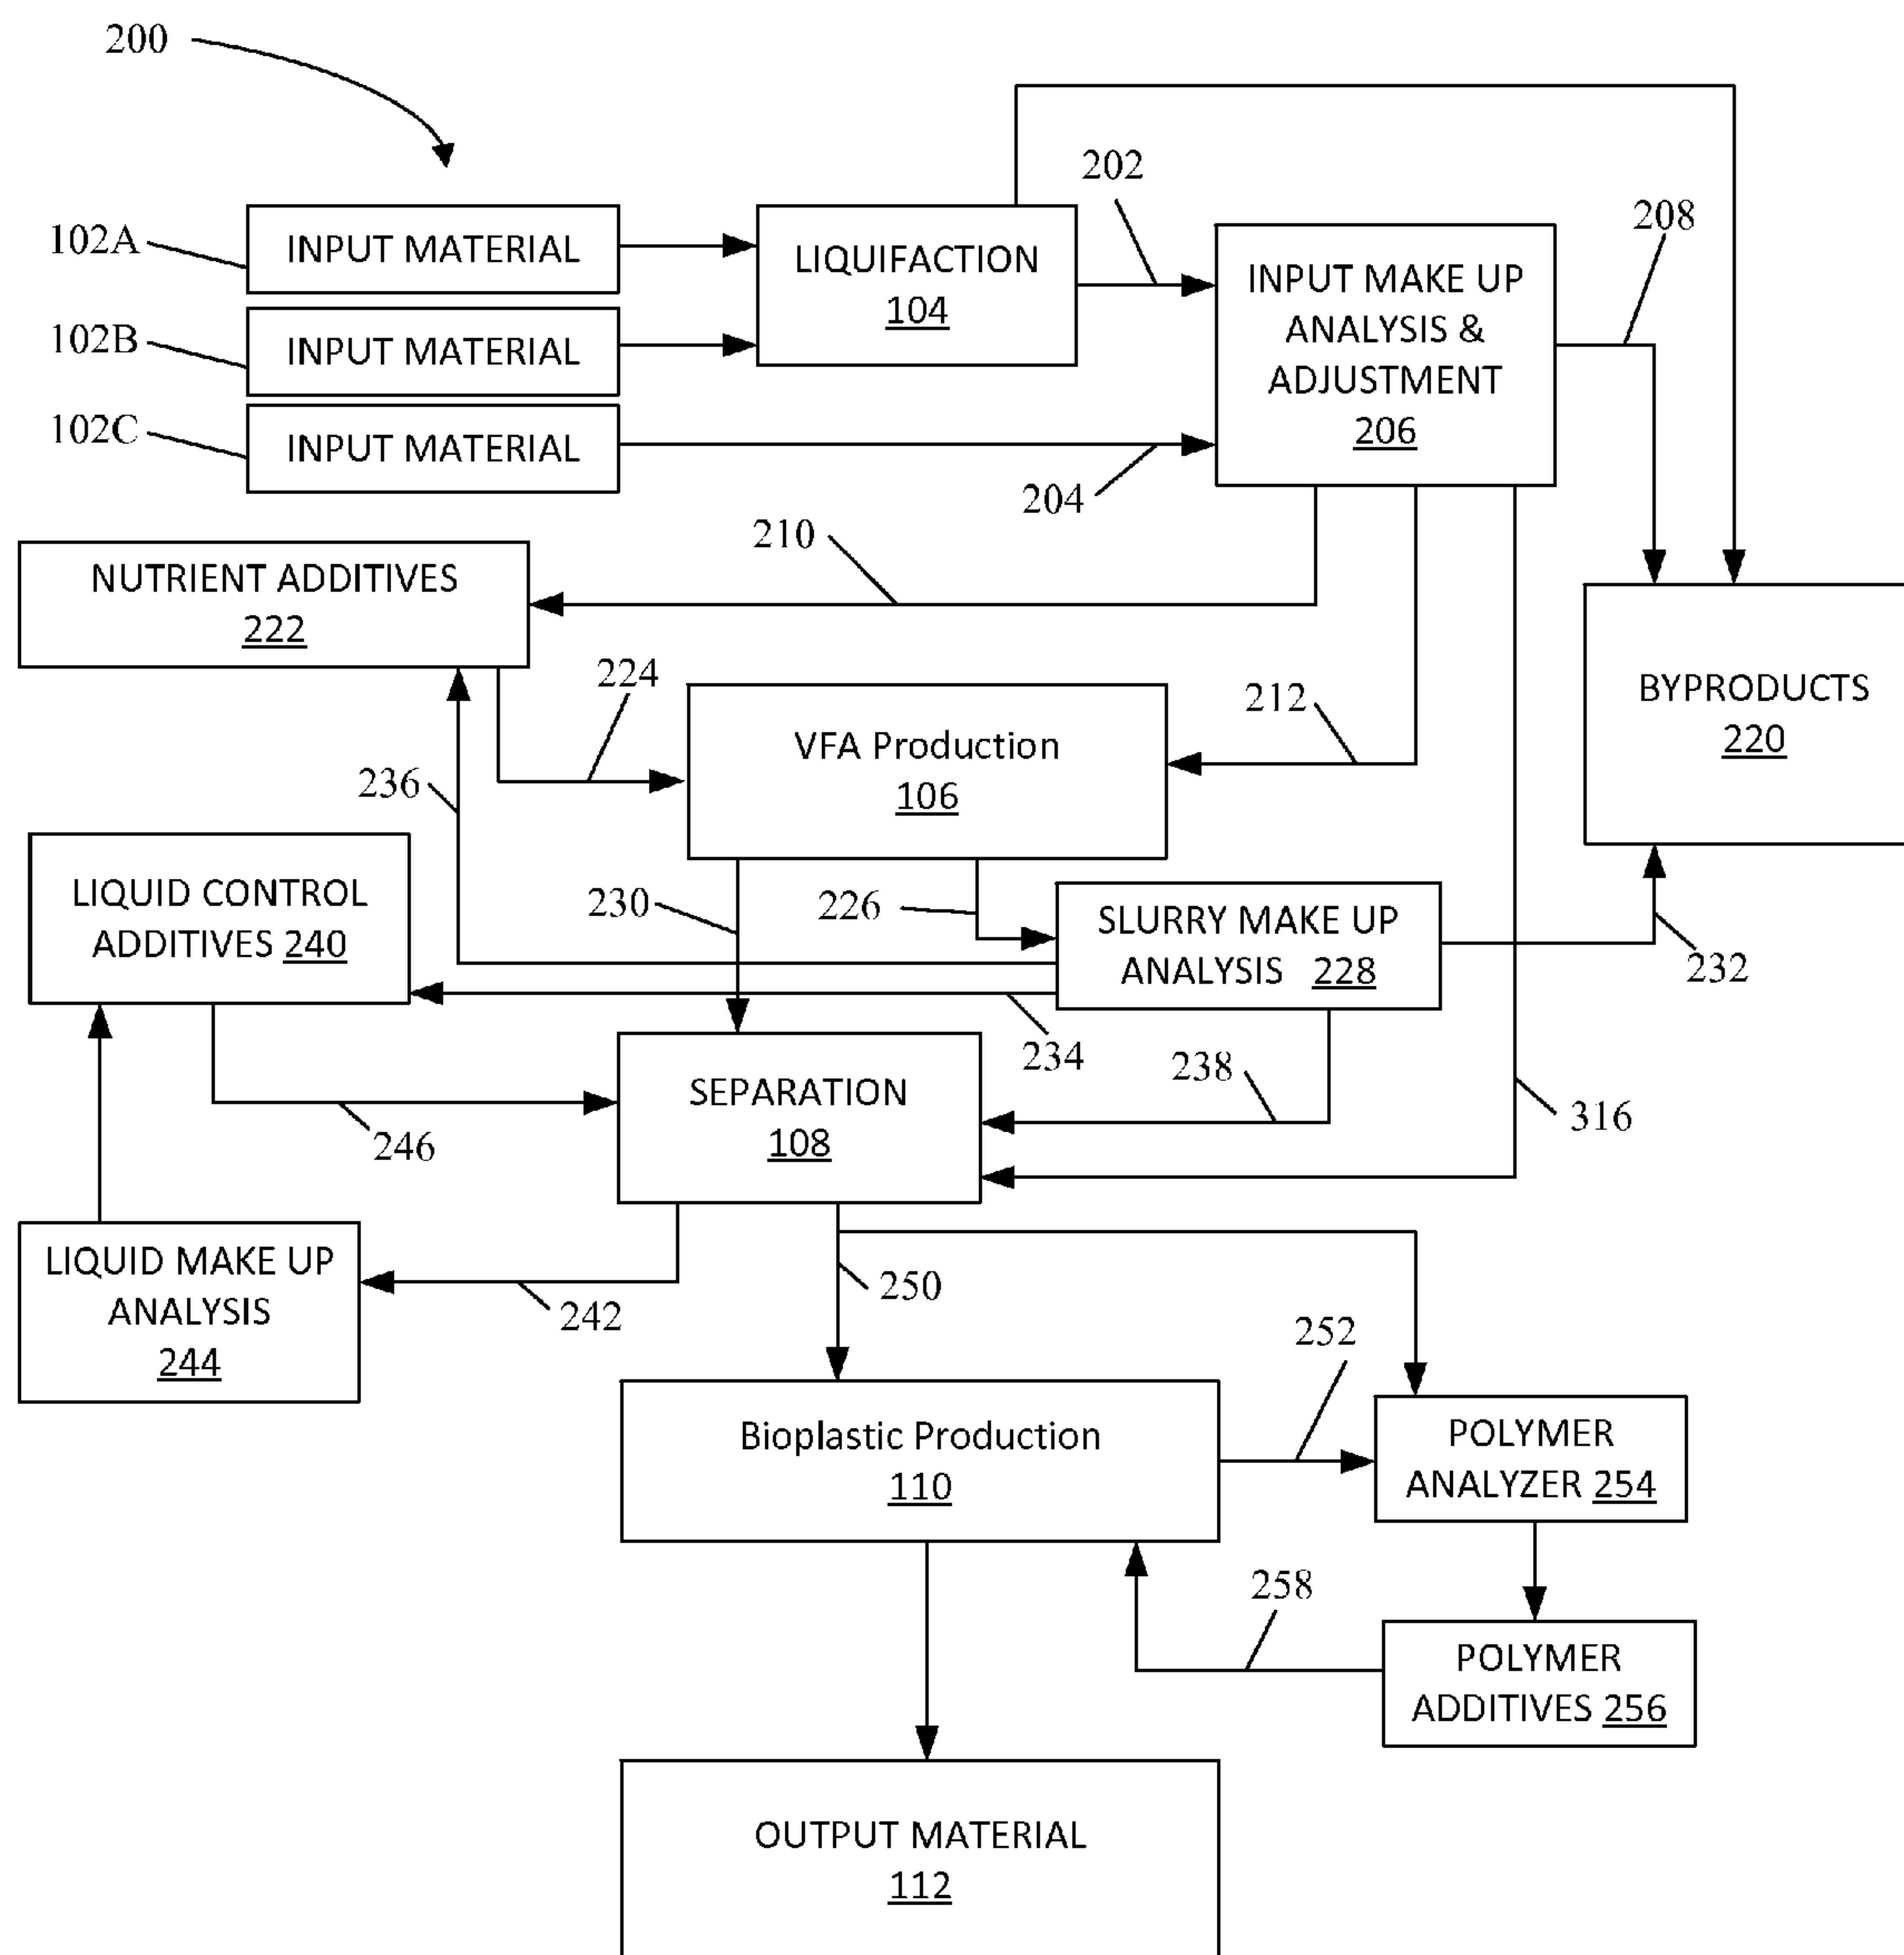 200
202
208
102A
INPUT MATERIAL
LIQUIFACTION
104
INPUT MAKE UP
ANALYSIS &
ADJUSTMENT
206
102B
INPUT MATERIAL
102C
INPUT MATERIAL
204
210
NUTRIENT ADDITIVES
222
224
212
BYPRODUCTS
220
VFA Production
106
236
LIQUID CONTROL
ADDITIVES 240
230
226
SLURRY MAKE UP
ANALYSIS 228
232
234
238
316
SEPARATION
108
246
LIQUID MAKE UP
ANALYSIS
244
242
250
252
Bioplastic Production
110
POLYMER
ANALYZER 254
258
POLYMER
ADDITIVES 256
OUTPUT MATERIAL
112